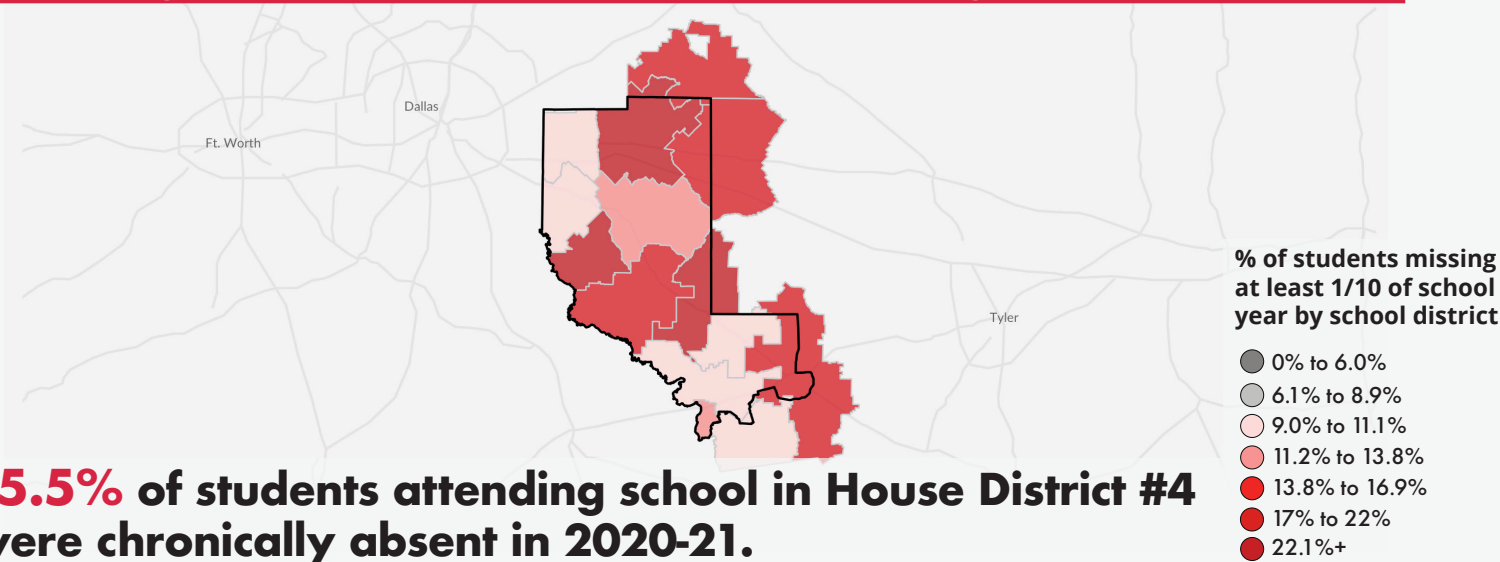 Dallas
Ft. Worth
Tyler
% of students missing
at least 1/10 of school
year by school district
0% to 6.0%
6.1% to 8.9%
9.0% to 11.1%
11.2% to 13.8%
13.8% to 16.9%
17% to 22%
22.1%+
5.5% of students attending school in House District #4
were chronically absent in 2020-21.